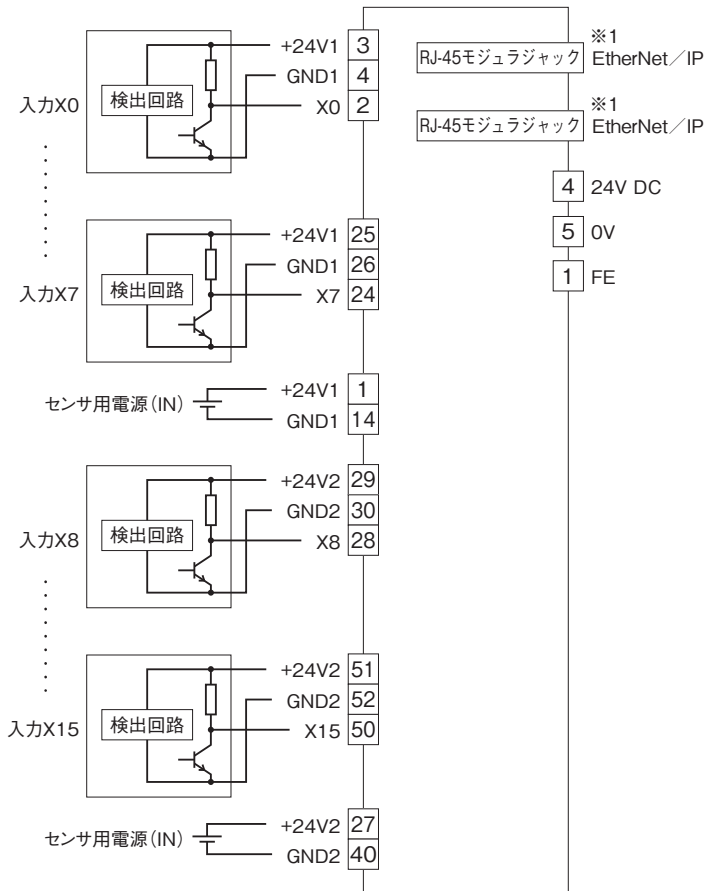 +24V1 3
GND1 4
X0 2
入力X0
検出回路
+24V1 25
GND1 26
X7 24
入力X7
検出回路
センサ用電源(IN)
+24V1 1
GND1 14
+24V2 29
GND2 30
X8 28
入力X8
検出回路
+24V2 51
GND2 52
X15 50
入力X15
検出回路
センサ用電源(IN)
+24V2 27
GND2 40
※1
RJ-45モジュラジャック EtherNet/IP
※1
RJ-45モジュラジャック EtherNet/IP
4 24V DC
5 0V
1 FE